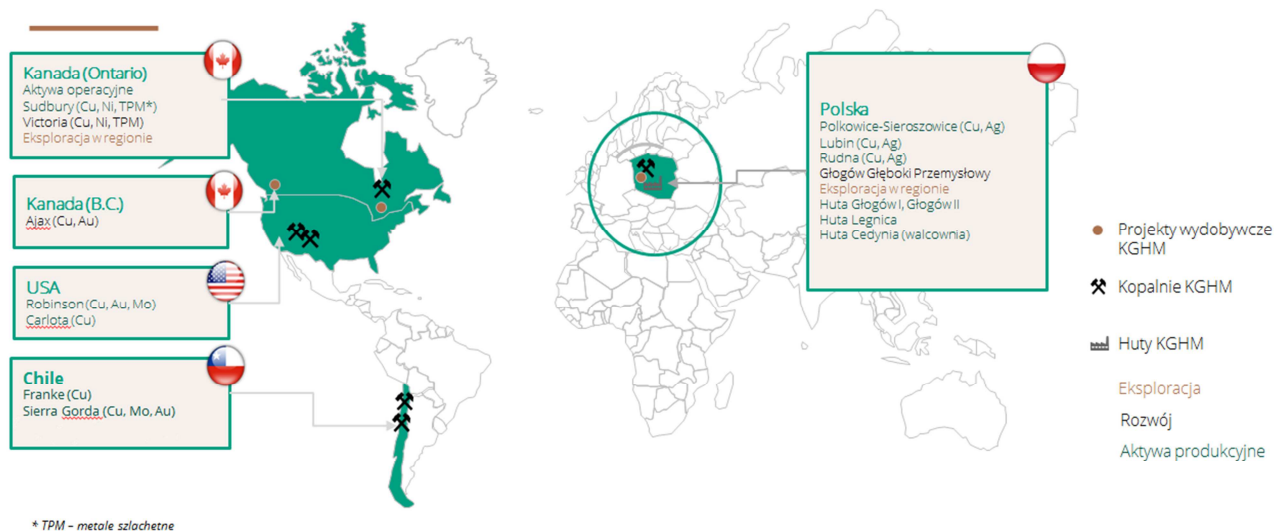 Kanada (Ontario)
Aktywa operacyjne
Sudbury (Cu, Ni, TPM*)
Victoria (Cu, Ni, TPM)
Eksploracja w regionie
Kanada (B.C.)
Ajax (Cu, Au)
USA
Robinson (Cu, Au, Mo)
Carlota (Cu)
Chile
Franke (Cu)
Sierra Gorda (Cu, Mo, Au)
Polska
Polkowice-Sieroszowice (Cu, Ag)
Lubin (Cu, Ag)
Rudna (Cu, Ag)
Głogów Głęboki Przemysłowy
Eksploracja w regionie
Huta Głogów I, Głogów II
Huta Legnica
Huta Cedynia (walcownia)
Projekty wydobywcze
KGHM
Kopalnie KGHM
Huty KGHM
Eksploracja
Rozwój
Aktywa produkcyjne
* TPM – metale szlachetne